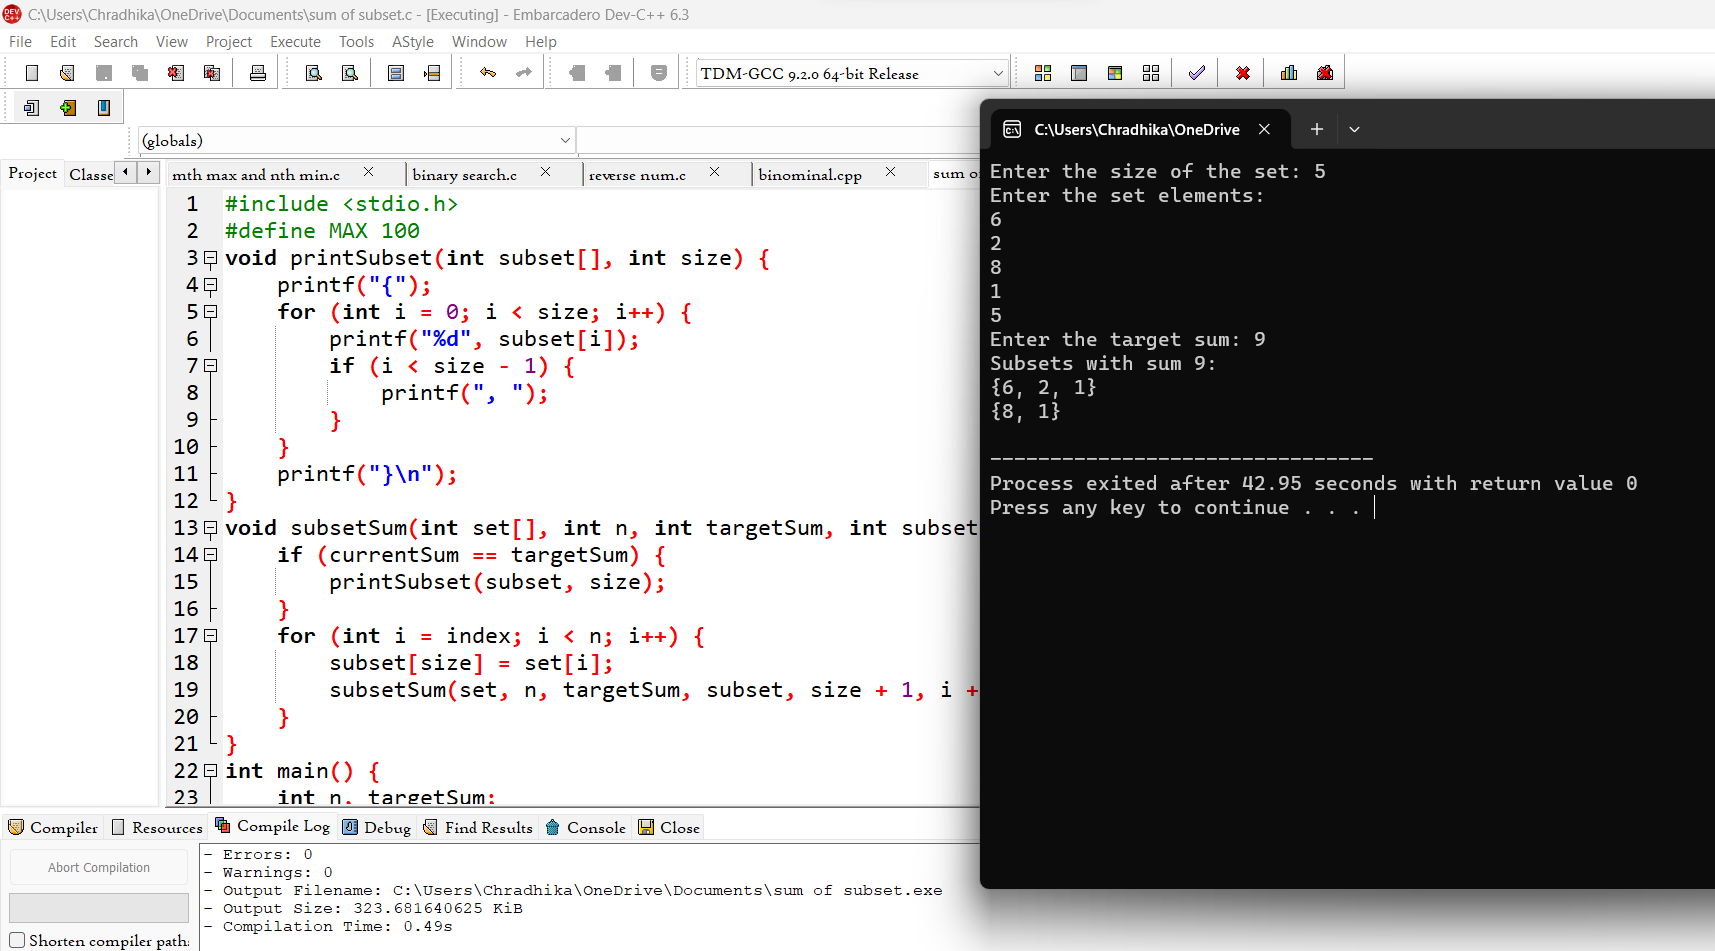 C:\Users\Chradhika\OneDrive\Documents\sum of subset.c - [Executing] - Embarcadero Dev-C++ 6.3
File Edit Search View Project Execute Tools AStyle Window Help
TDM-GCC 9.2.0 64-bit Release
(globals)
Project Classe
mth max and nth min.c binary search.c reverse num.c binominal.cpp sum o
1 #include <stdio.h>
2 #define MAX 100
3 void printSubset(int subset[], int size) {
4 printf("{");
5 for (int i = 0; i < size; i++) {
6 printf("%d", subset[i]);
7 if (i < size - 1) {
8 printf(", ");
9 }
10 }
11 printf("}\n");
12 }
13 void subsetSum(int set[], int n, int targetSum, int subset
14 if (currentSum == targetSum) {
15 printSubset(subset, size);
16 }
17 for (int i = index; i < n; i++) {
18 subset[size] = set[i];
19 subsetSum(set, n, targetSum, subset, size + 1, i +
20 }
21 }
22 int main() {
23 int n, targetSum;
C:\Users\Chradhika\OneDrive
Enter the size of the set: 5
Enter the set elements:
6
2
8
1
5
Enter the target sum: 9
Subsets with sum 9:
{6, 2, 1}
{8, 1}
--------------------------------
Process exited after 42.95 seconds with return value 0
Press any key to continue . . .
Compiler Resources Compile Log Debug Find Results Console Close
Abort Compilation
Shorten compiler paths
- Errors: 0
- Warnings: 0
- Output Filename: C:\Users\Chradhika\OneDrive\Documents\sum of subset.exe
- Output Size: 323.681640625 KiB
- Compilation Time: 0.49s